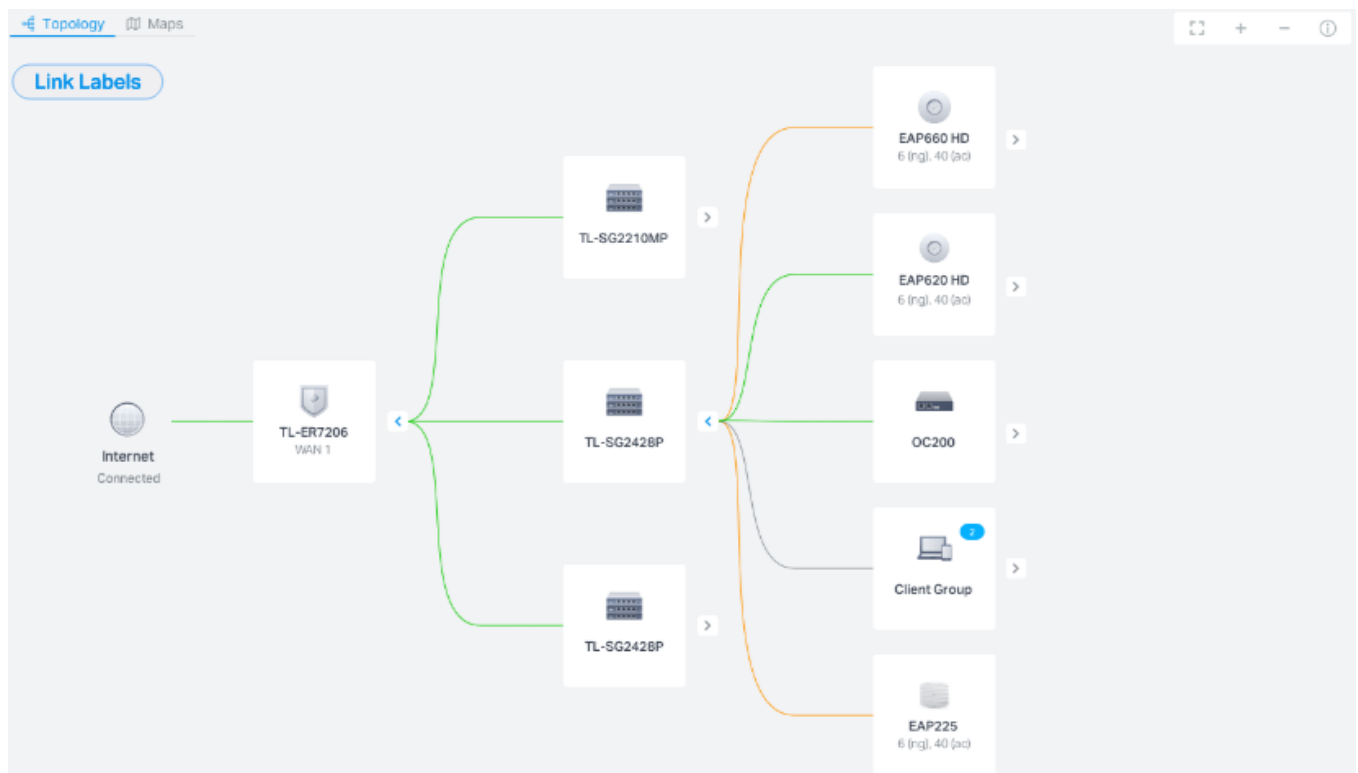 Topology
Maps
Link Labels
EAP660 HD
6 (ng), 40 (ac)
TL-SG2210MP
EAP620 HD
6 (ng), 40 (ac)
Internet
Connected
TL-ER7206
WAN 1
TL-SG2428P
OC200
2
Client Group
TL-SG2428P
EAP225
6 (ng), 40 (ac)